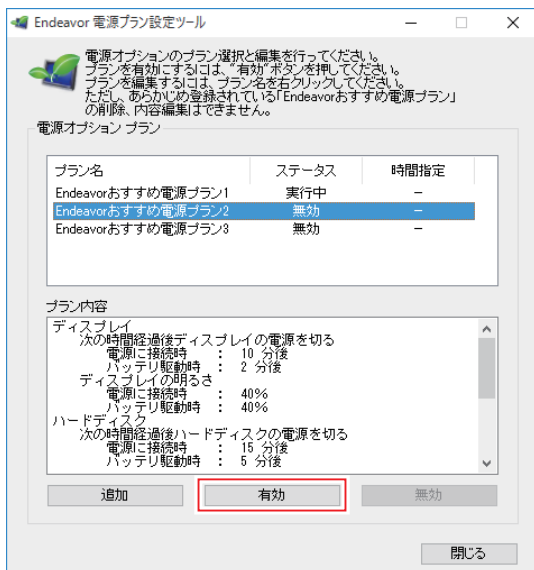 Endeavor 電源プラン設定ツール
電源オプションのプラン選択と編集を行ってください。
プランを有効にするには、“有効”ボタンを押してください。
プランを編集するには、プラン名を右クリックしてください。
ただし、あらかじめ登録されている「Endeavorおすすめ電源プラン」
の削除、内容編集はできません。
電源オプション プラン
プラン名 ステータス 時間指定
Endeavorおすすめ電源プラン1 実行中 −
Endeavorおすすめ電源プラン2 無効 −
Endeavorおすすめ電源プラン3 無効 −
プラン内容
ディスプレイ
次の時間経過後ディスプレイの電源を切る
電源に接続時 : 10 分後
バッテリ駆動時 : 2 分後
ディスプレイの明るさ
電源に接続時 : 40%
バッテリ駆動時 : 40%
ハードディスク
次の時間経過後ハードディスクの電源を切る
電源に接続時 : 15 分後
バッテリ駆動時 : 5 分後
追加 有効 無効
閉じる